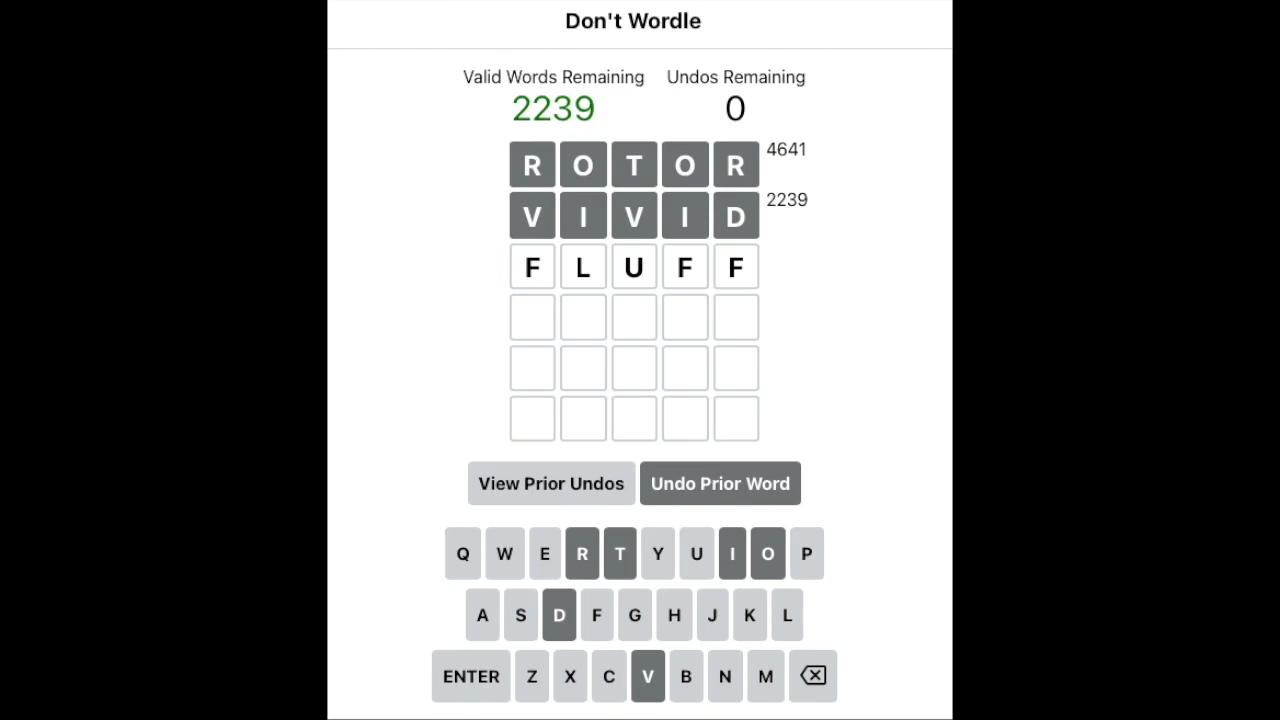 Don't Wordle
Valid Words Remaining Undos Remaining
2239 0
R O T O R 4641
V I V I D 2239
F L U F F
View Prior Undos Undo Prior Word
Q W E R T Y U I O P
A S D F G H J K L
ENTER Z X C V B N M